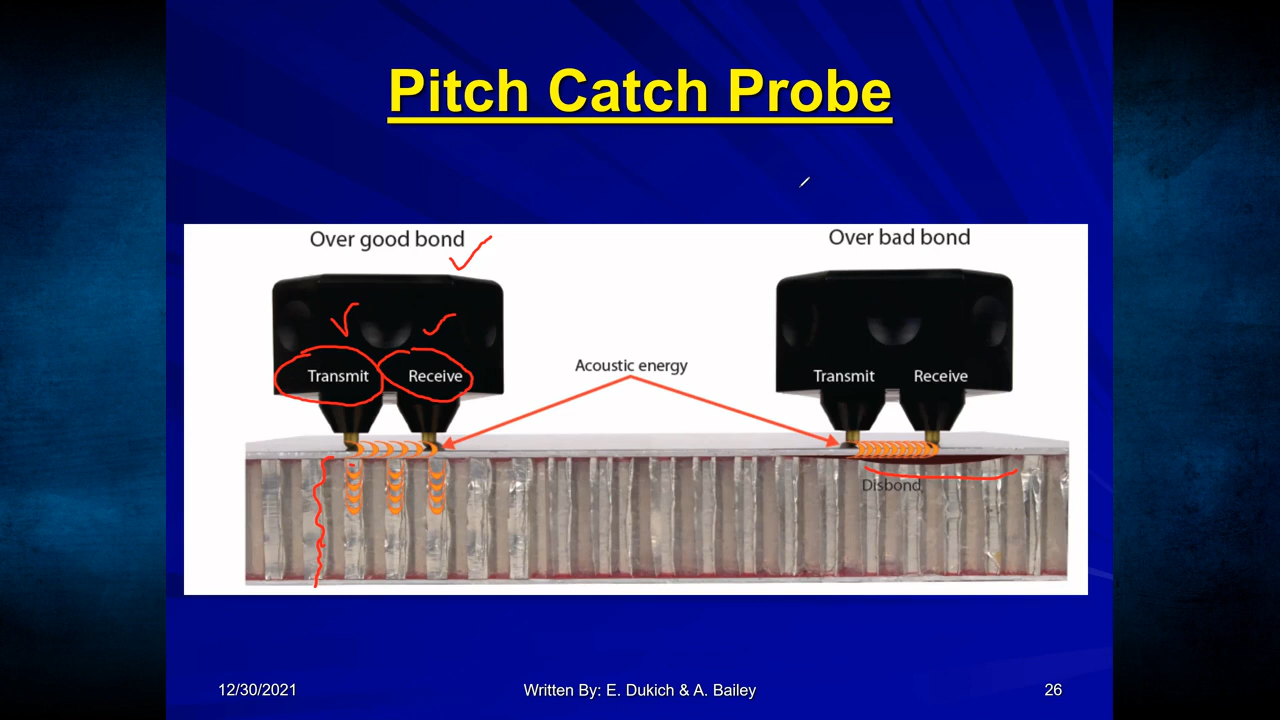 Pitch Catch Probe
Over good bond
Over bad bond
Transmit
Receive
Acoustic energy
Transmit
Receive
Disbond
12/30/2021
Written By: E. Dukich & A. Bailey
26